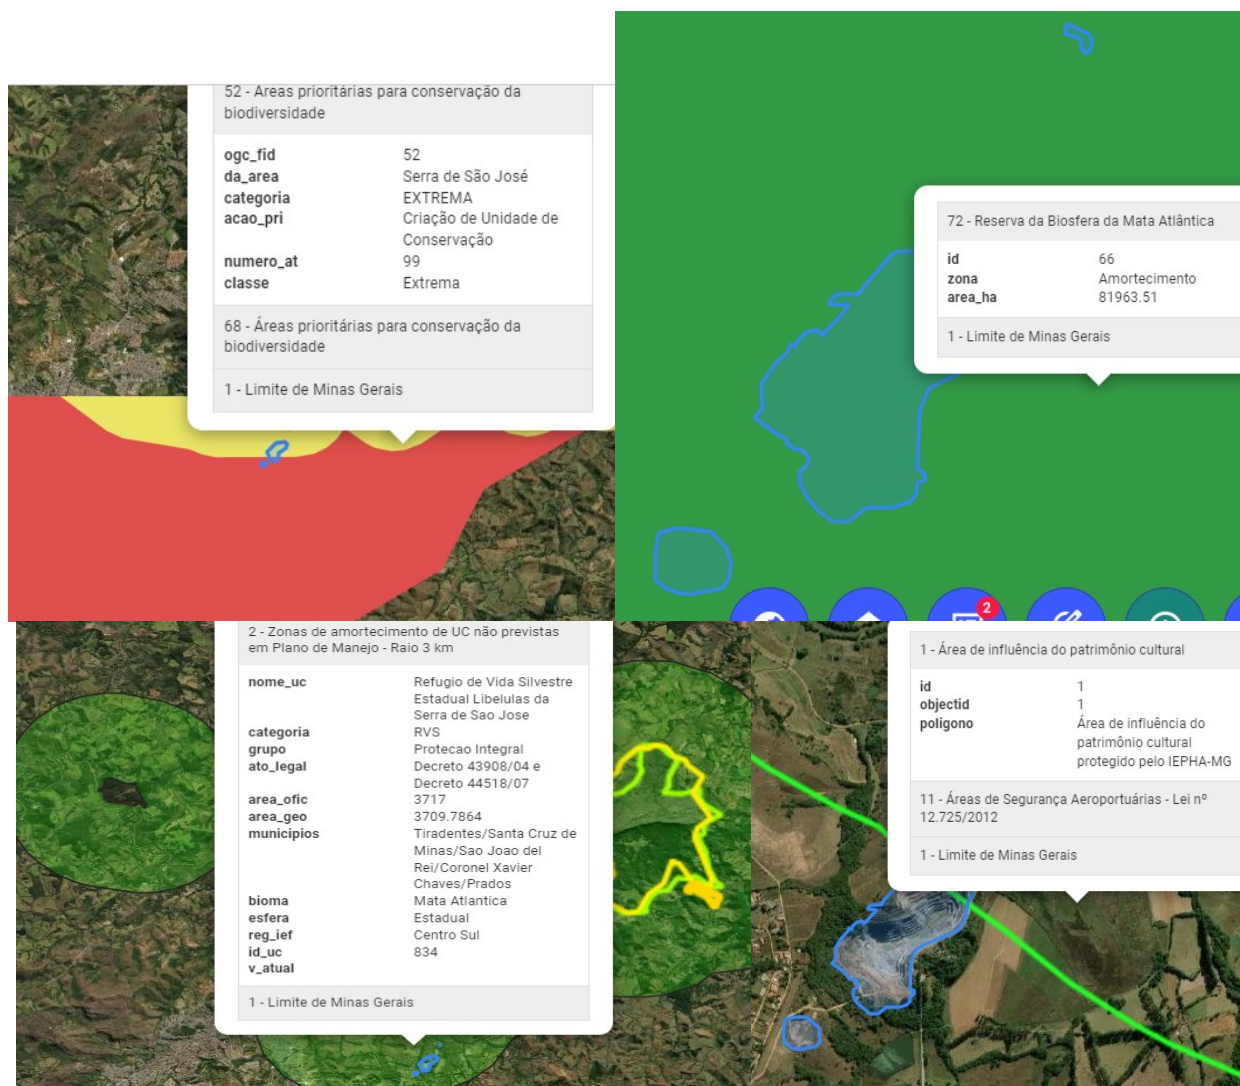 52 - Áreas prioritárias para conservação da
biodiversidade
ogc_fid 52
da_area Serra de São José
categoria EXTREMA
acao_pri Criação de Unidade de
Conservação
numero_at 99
classe Extrema
68 - Áreas prioritárias para conservação da
biodiversidade
1 - Limite de Minas Gerais
72 - Reserva da Biosfera da Mata Atlântica
id 66
zona Amortecimento
area_ha 81963.51
1 - Limite de Minas Gerais
2
2 - Zonas de amortecimento de UC não previstas
em Plano de Manejo - Raio 3 km
nome_uc Refugio de Vida Silvestre
Estadual Libelulas da
Serra de Sao Jose
categoria RVS
grupo Protecao Integral
ato_legal Decreto 43908/04 e
Decreto 44518/07
area_ofic 3717
area_geo 3709.7864
municipios Tiradentes/Santa Cruz de
Minas/Sao Joao del
Rei/Coronel Xavier
Chaves/Prados
bioma Mata Atlantica
esfera Estadual
reg_ief Centro Sul
id_uc 834
v_atual
1 - Limite de Minas Gerais
1 - Área de influência do patrimônio cultural
id 1
objectid 1
poligono Área de influência do
patrimônio cultural
protegido pelo IEPHA-MG
11 - Áreas de Segurança Aeroportuárias - Lei nº
12.725/2012
1 - Limite de Minas Gerais